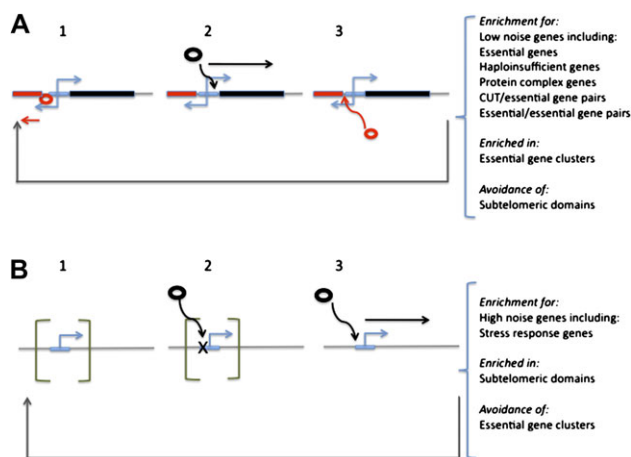 A
1 2 3
Enrichment for:
Low noise genes including:
Essential genes
Haploinsufficient genes
Protein complex genes
CUT/essential gene pairs
Essential/essential gene pairs
Enriched in:
Essential gene clusters
Avoidance of:
Subtelomeric domains
B
1 2 3
X
Enrichment for:
High noise genes including:
Stress response genes
Enriched in:
Subtelomeric domains
Avoidance of:
Essential gene clusters